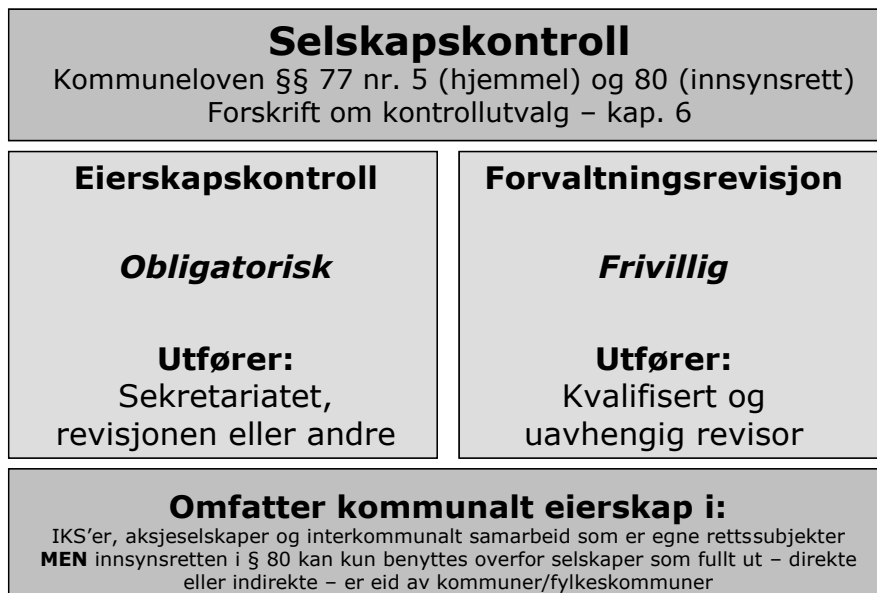 Selskapskontroll
Kommuneloven §§ 77 nr. 5 (hjemmel) og 80 (innsynsrett)
Forskrift om kontrollutvalg – kap. 6
Eierskapskontroll
Obligatorisk
Utfører:
Sekretariatet,
revisjonen eller andre
Forvaltningsrevisjon
Frivillig
Utfører:
Kvalifisert og
uavhengig revisor
Omfatter kommunalt eierskap i:
IKS’er, aksjeselskaper og interkommunalt samarbeid som er egne rettssubjekter
MEN innsynsretten i § 80 kan kun benyttes overfor selskaper som fullt ut – direkte
eller indirekte – er eid av kommuner/fylkeskommuner